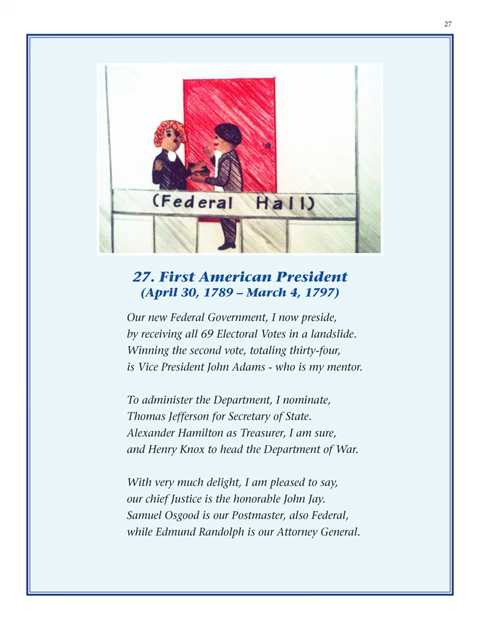 27
(Federal Hall)
27. First American President
(April 30, 1789 – March 4, 1797)
Our new Federal Government, I now preside,
by receiving all 69 Electoral Votes in a landslide.
Winning the second vote, totaling thirty-four,
is Vice President John Adams - who is my mentor.
To administer the Department, I nominate,
Thomas Jefferson for Secretary of State.
Alexander Hamilton as Treasurer, I am sure,
and Henry Knox to head the Department of War.
With very much delight, I am pleased to say,
our chief Justice is the honorable John Jay.
Samuel Osgood is our Postmaster, also Federal,
while Edmund Randolph is our Attorney General.